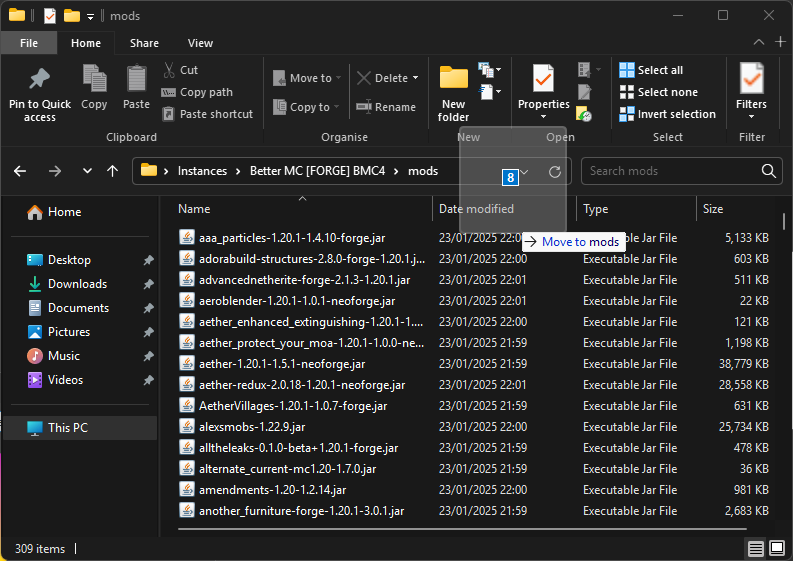 mods
File Home Share View
Pin to Quick access
Copy
Paste
Cut
Copy path
Paste shortcut
Clipboard
Move to
Copy to
Delete
Rename
Organise
New folder
New
Properties
Open
Select all
Select none
Invert selection
Select
Filters
Filter
Instances Better MC [FORGE] BMC4 mods
Search mods
8
Move to mods
Home
Desktop
Downloads
Documents
Pictures
Music
Videos
This PC
Name Date modified Type Size
aaa_particles-1.20.1-1.4.10-forge.jar 23/01/2025 22:00 Executable Jar File 5,133 KB
adorabuild-structures-2.8.0-forge-1.20.1.j... 23/01/2025 22:00 Executable Jar File 603 KB
advancednetherite-forge-2.1.3-1.20.1.jar 23/01/2025 22:01 Executable Jar File 511 KB
aeroblender-1.20.1-1.0.1-neoforge.jar 23/01/2025 22:01 Executable Jar File 22 KB
aether_enhanced_extinguishing-1.20.1-1.... 23/01/2025 22:00 Executable Jar File 121 KB
aether_protect_your_moa-1.20.1-1.0.0-ne... 23/01/2025 21:59 Executable Jar File 1,198 KB
aether-1.20.1-1.5.1-neoforge.jar 23/01/2025 21:59 Executable Jar File 38,779 KB
aether-redux-2.0.18-1.20.1-neoforge.jar 23/01/2025 22:01 Executable Jar File 28,558 KB
AetherVillages-1.20.1-1.0.7-forge.jar 23/01/2025 21:59 Executable Jar File 631 KB
alexsmobs-1.22.9.jar 23/01/2025 22:00 Executable Jar File 25,734 KB
alltheleaks-0.1.0-beta+1.20.1-forge.jar 23/01/2025 21:59 Executable Jar File 478 KB
alternate_current-mc1.20-1.7.0.jar 23/01/2025 21:59 Executable Jar File 36 KB
amendments-1.20-1.2.14.jar 23/01/2025 22:00 Executable Jar File 981 KB
another_furniture-forge-1.20.1-3.0.1.jar 23/01/2025 21:59 Executable Jar File 2,683 KB
309 items